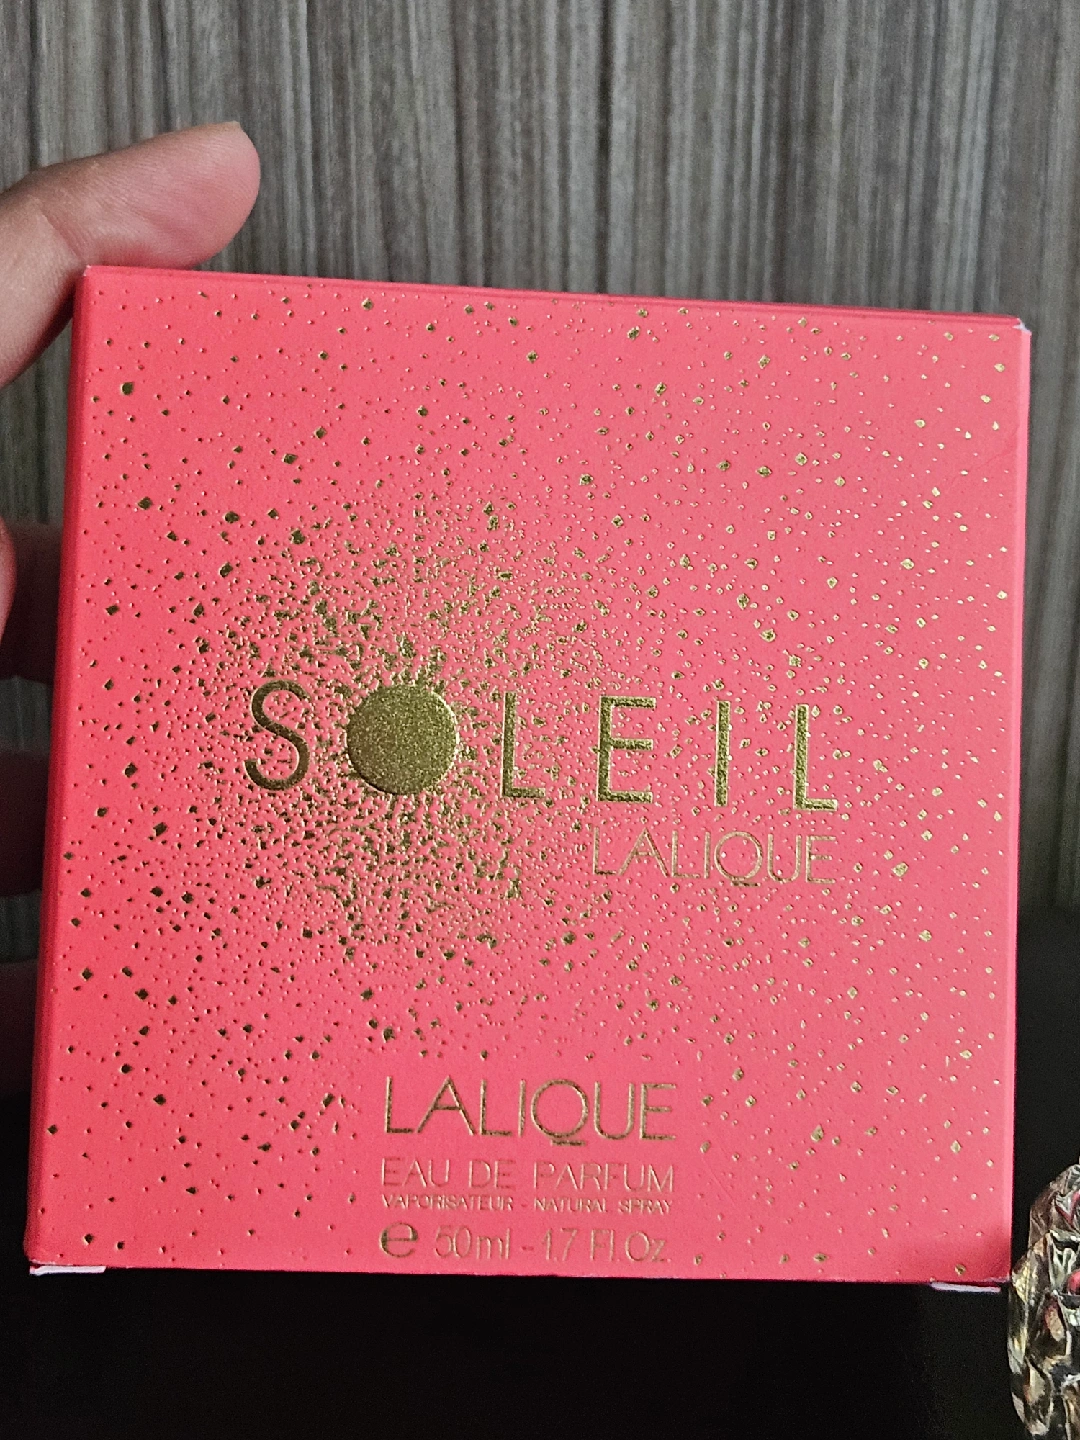 SOLEIL
LALIQUE
LALIQUE
EAU DE PARFUM
VAPORISATEUR - NATURAL SPRAY
e 50ml - 1.7 Fl.Oz.